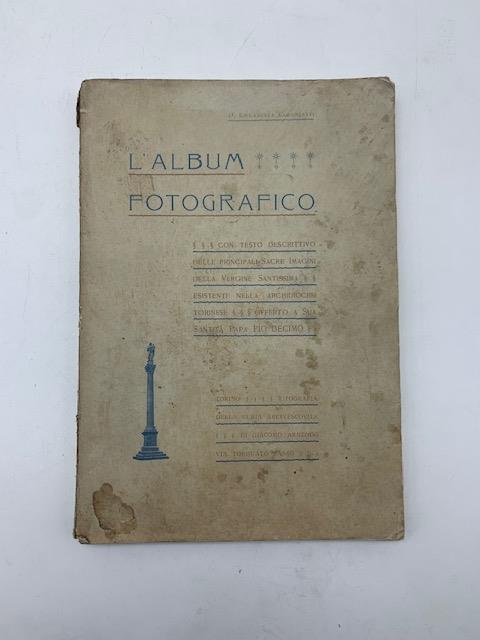 L'ALBUM
FOTOGRAFICO
§ § § CON TESTO DESCRITTIVO
DELLE PRINCIPALI SACRE IMAGINI
DELLA VERGINE SANTISSIMA § §
ESISTENTI NELLA ARCHIDIOCESI
TORINESE § § § OFFERTO A SUA
SANTITÀ PAPA PIO DECIMO
TORINO § § § § TIPOGRAFIA
DELLA CURIA ARCIVESCOVILE
§ § § DI GIACOMO ARNEODO
VIA TORQUATO TASSO